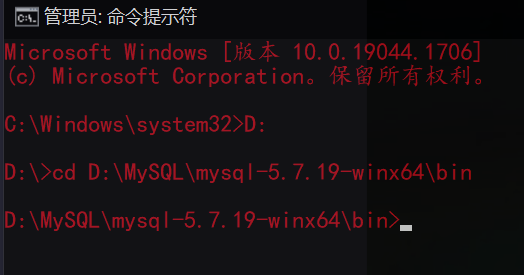 管理员: 命令提示符
Microsoft Windows [版本 10.0.19044.1706]
(c) Microsoft Corporation。保留所有权利。
C:\Windows\system32>D:
D:\>cd D:\MySQL\mysql-5.7.19-winx64\bin
D:\MySQL\mysql-5.7.19-winx64\bin>